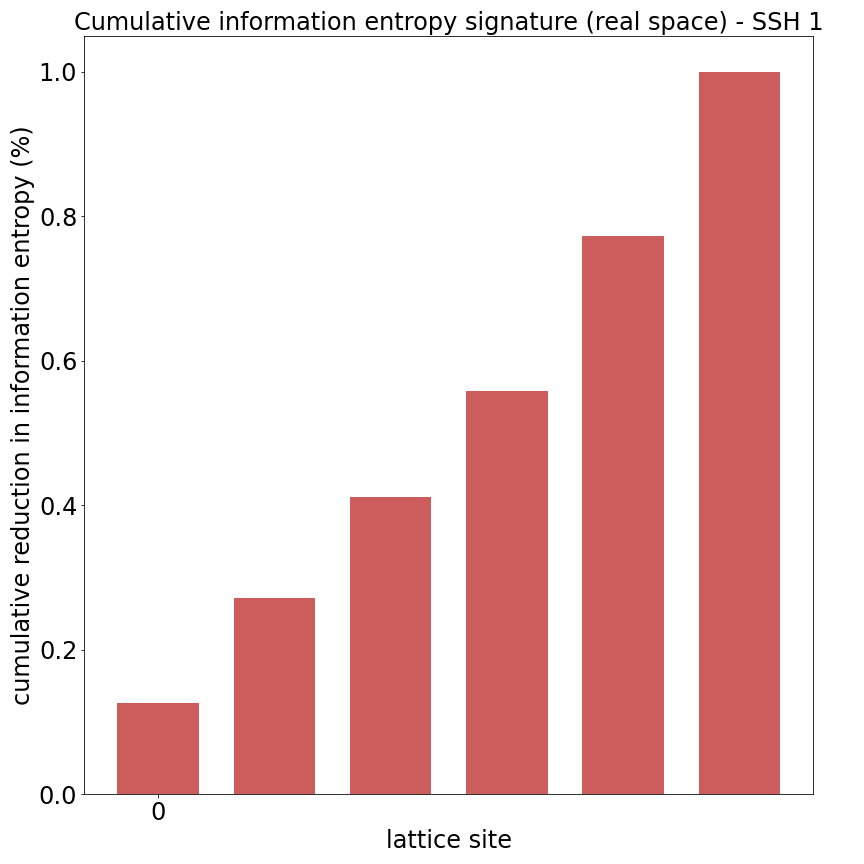 Cumulative information entropy signature (real space) - SSH 1
cumulative reduction in information entropy (%)
1.0
0.8
0.6
0.4
0.2
0.0
0
lattice site